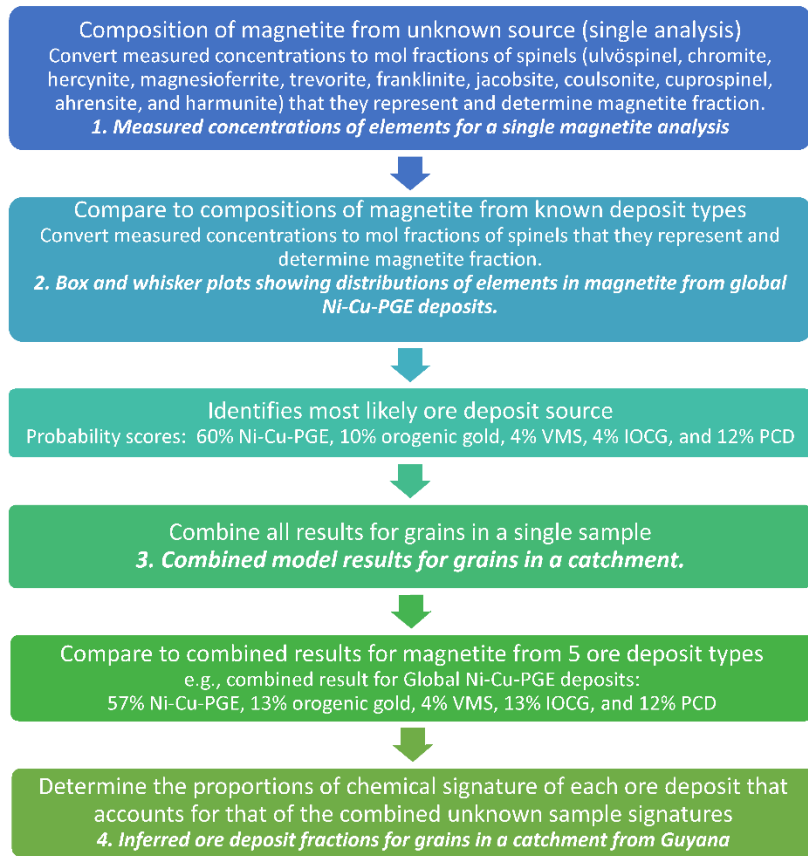 Composition of magnetite from unknown source (single analysis)
Convert measured concentrations to mol fractions of spinels (ulvöspinel, chromite,
hercynite, magnesioferrite, trevorite, franklinite, jacobsite, coulsonite, cuprospinel,
ahrensite, and harmunite) that they represent and determine magnetite fraction.
1. Measured concentrations of elements for a single magnetite analysis
Compare to compositions of magnetite from known deposit types
Convert measured concentrations to mol fractions of spinels that they represent and
determine magnetite fraction.
2. Box and whisker plots showing distributions of elements in magnetite from global
Ni-Cu-PGE deposits.
Identifies most likely ore deposit source
Probability scores: 60% Ni-Cu-PGE, 10% orogenic gold, 4% VMS, 4% IOCG, and 12% PCD
Combine all results for grains in a single sample
3. Combined model results for grains in a catchment.
Compare to combined results for magnetite from 5 ore deposit types
e.g., combined result for Global Ni-Cu-PGE deposits:
57% Ni-Cu-PGE, 13% orogenic gold, 4% VMS, 13% IOCG, and 12% PCD
Determine the proportions of chemical signature of each ore deposit that
accounts for that of the combined unknown sample signatures
4. Inferred ore deposit fractions for grains in a catchment from Guyana